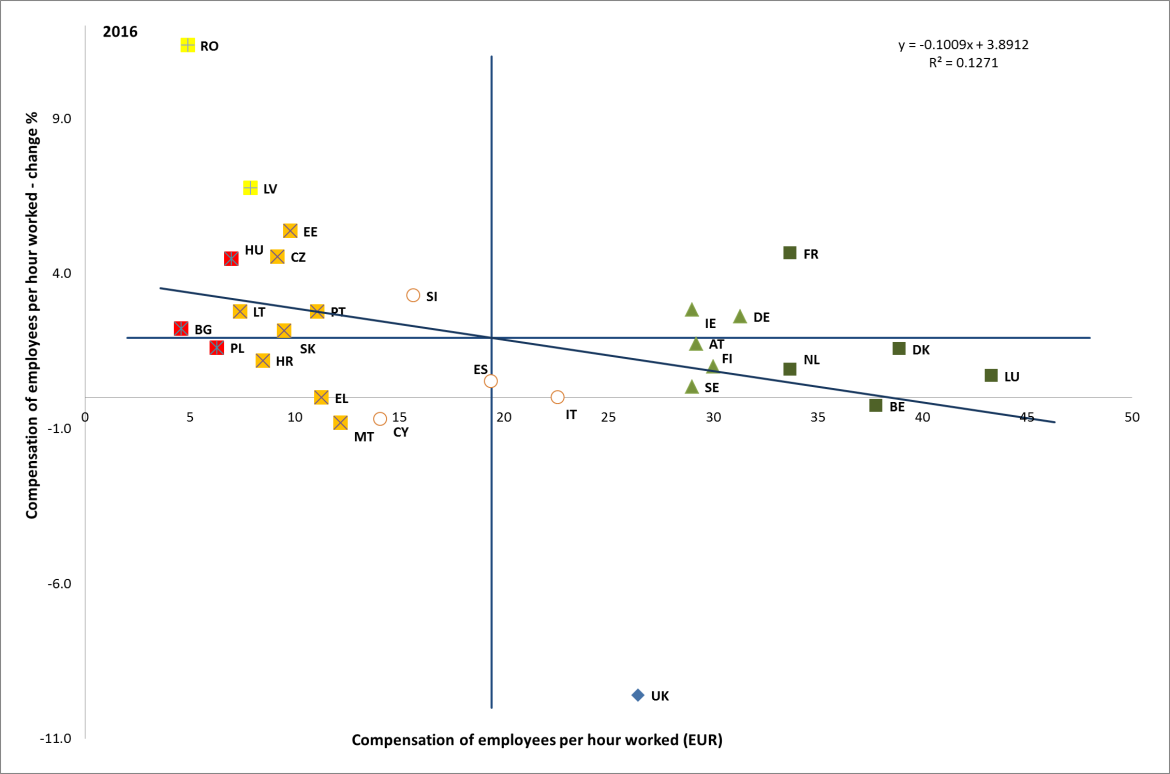 2016
y = -0.1009x + 3.8912
R² = 0.1271
RO
9.0
LV
EE
HU
CZ
FR
4.0
SI
LT
PT
IE
DE
BG
SK
PL
AT
DK
HR
FI
NL
ES
LU
SE
EL
BE
IT
MT
CY
0
5
10
15
20
25
30
35
40
45
50
-1.0
-6.0
UK
-11.0
Compensation of employees per hour worked - change %
Compensation of employees per hour worked (EUR)